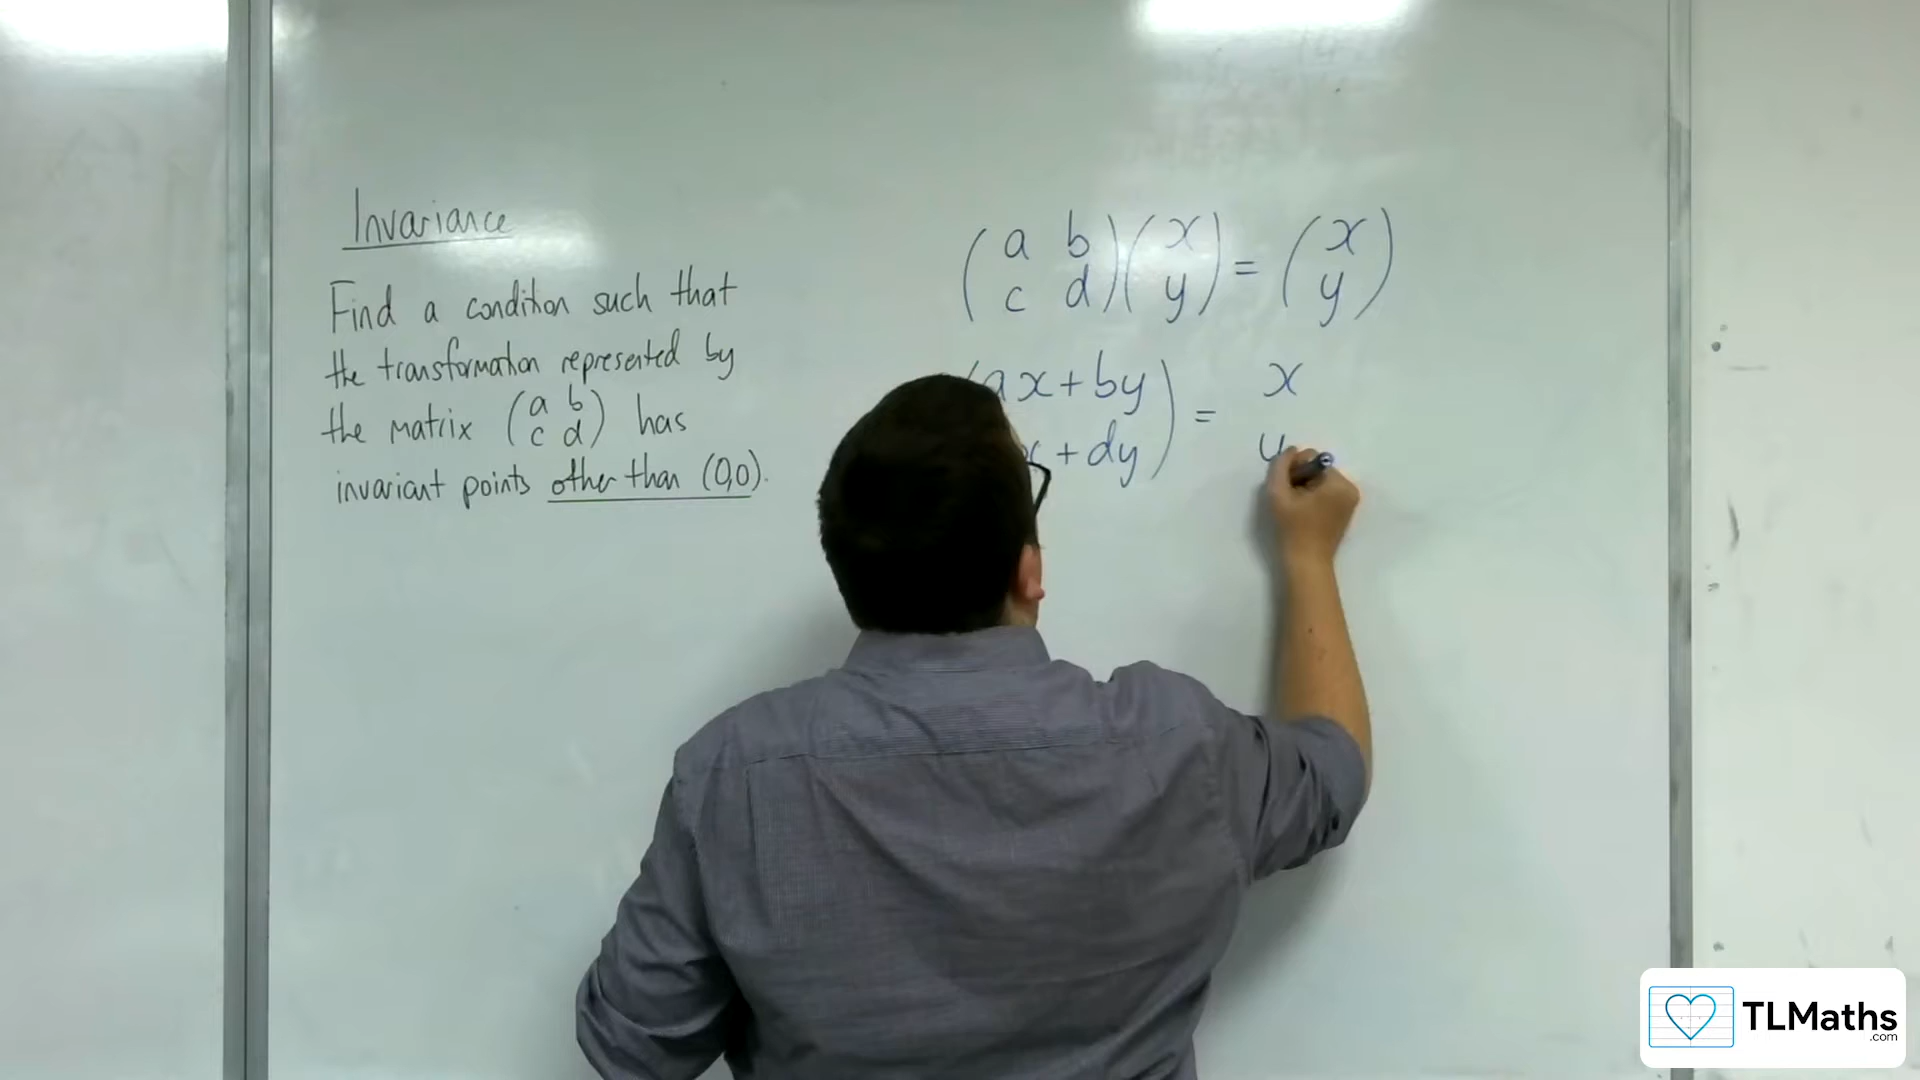 Invariance
Find a condition such that
the transformation represented by
the matrix (a b
c d) has
invariant points other than (0,0).
(a b
c d)(x
y) = (x
y)
(ax+by
x+dy) = x
y
TLMaths
.com